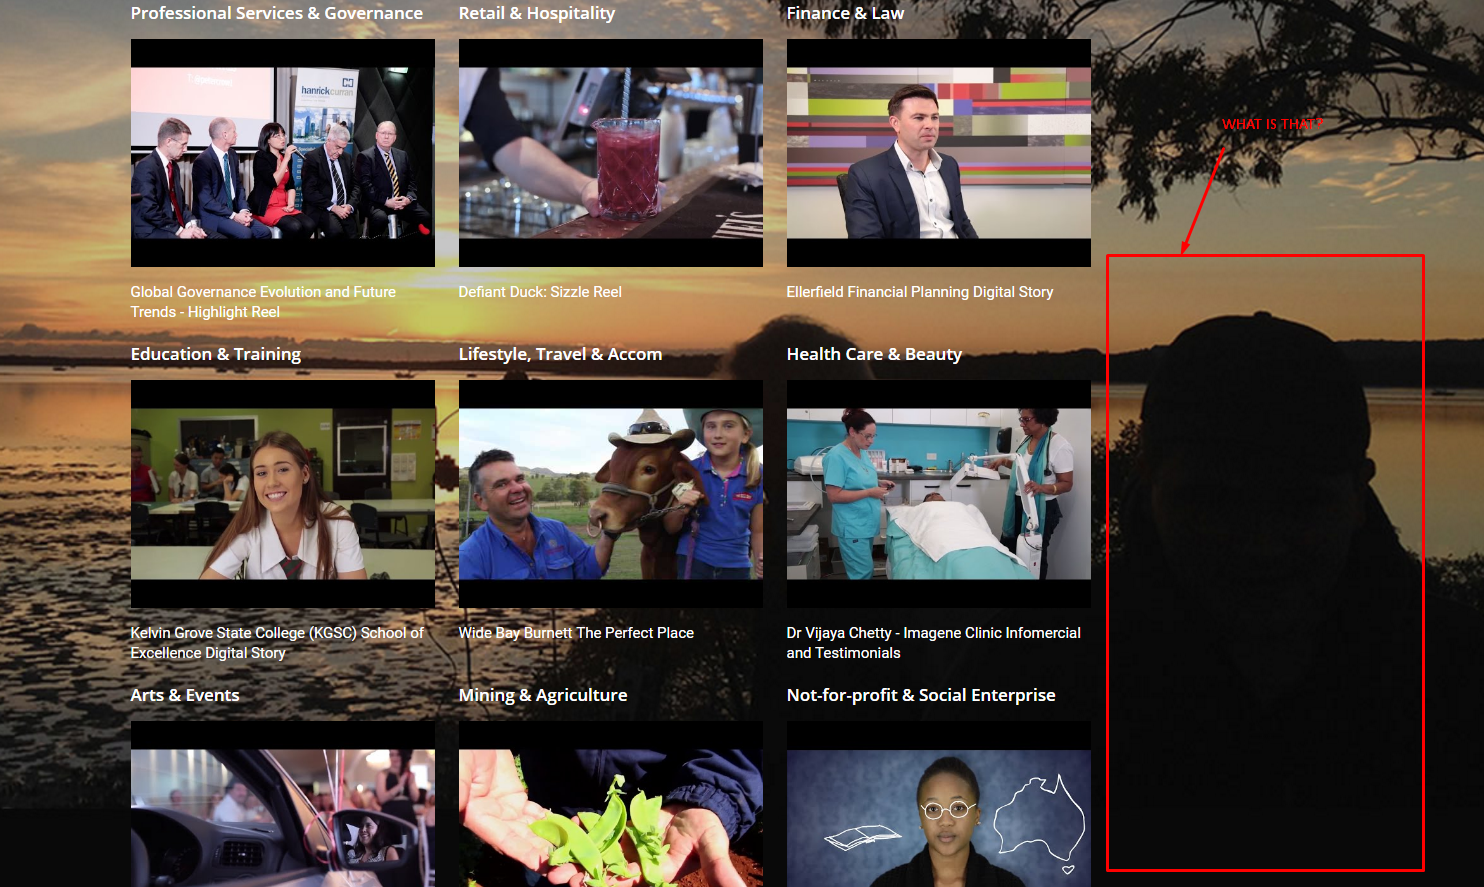 Professional Services & Governance
Retail & Hospitality
Finance & Law
hanrickcurran
WHAT IS THAT?
Global Governance Evolution and Future
Trends - Highlight Reel
Defiant Duck: Sizzle Reel
Ellerfield Financial Planning Digital Story
Education & Training
Lifestyle, Travel & Accom
Health Care & Beauty
Kelvin Grove State College (KGSC) School of
Excellence Digital Story
Wide Bay Burnett The Perfect Place
Dr Vijaya Chetty - Imagene Clinic Infomercial
and Testimonials
Arts & Events
Mining & Agriculture
Not-for-profit & Social Enterprise